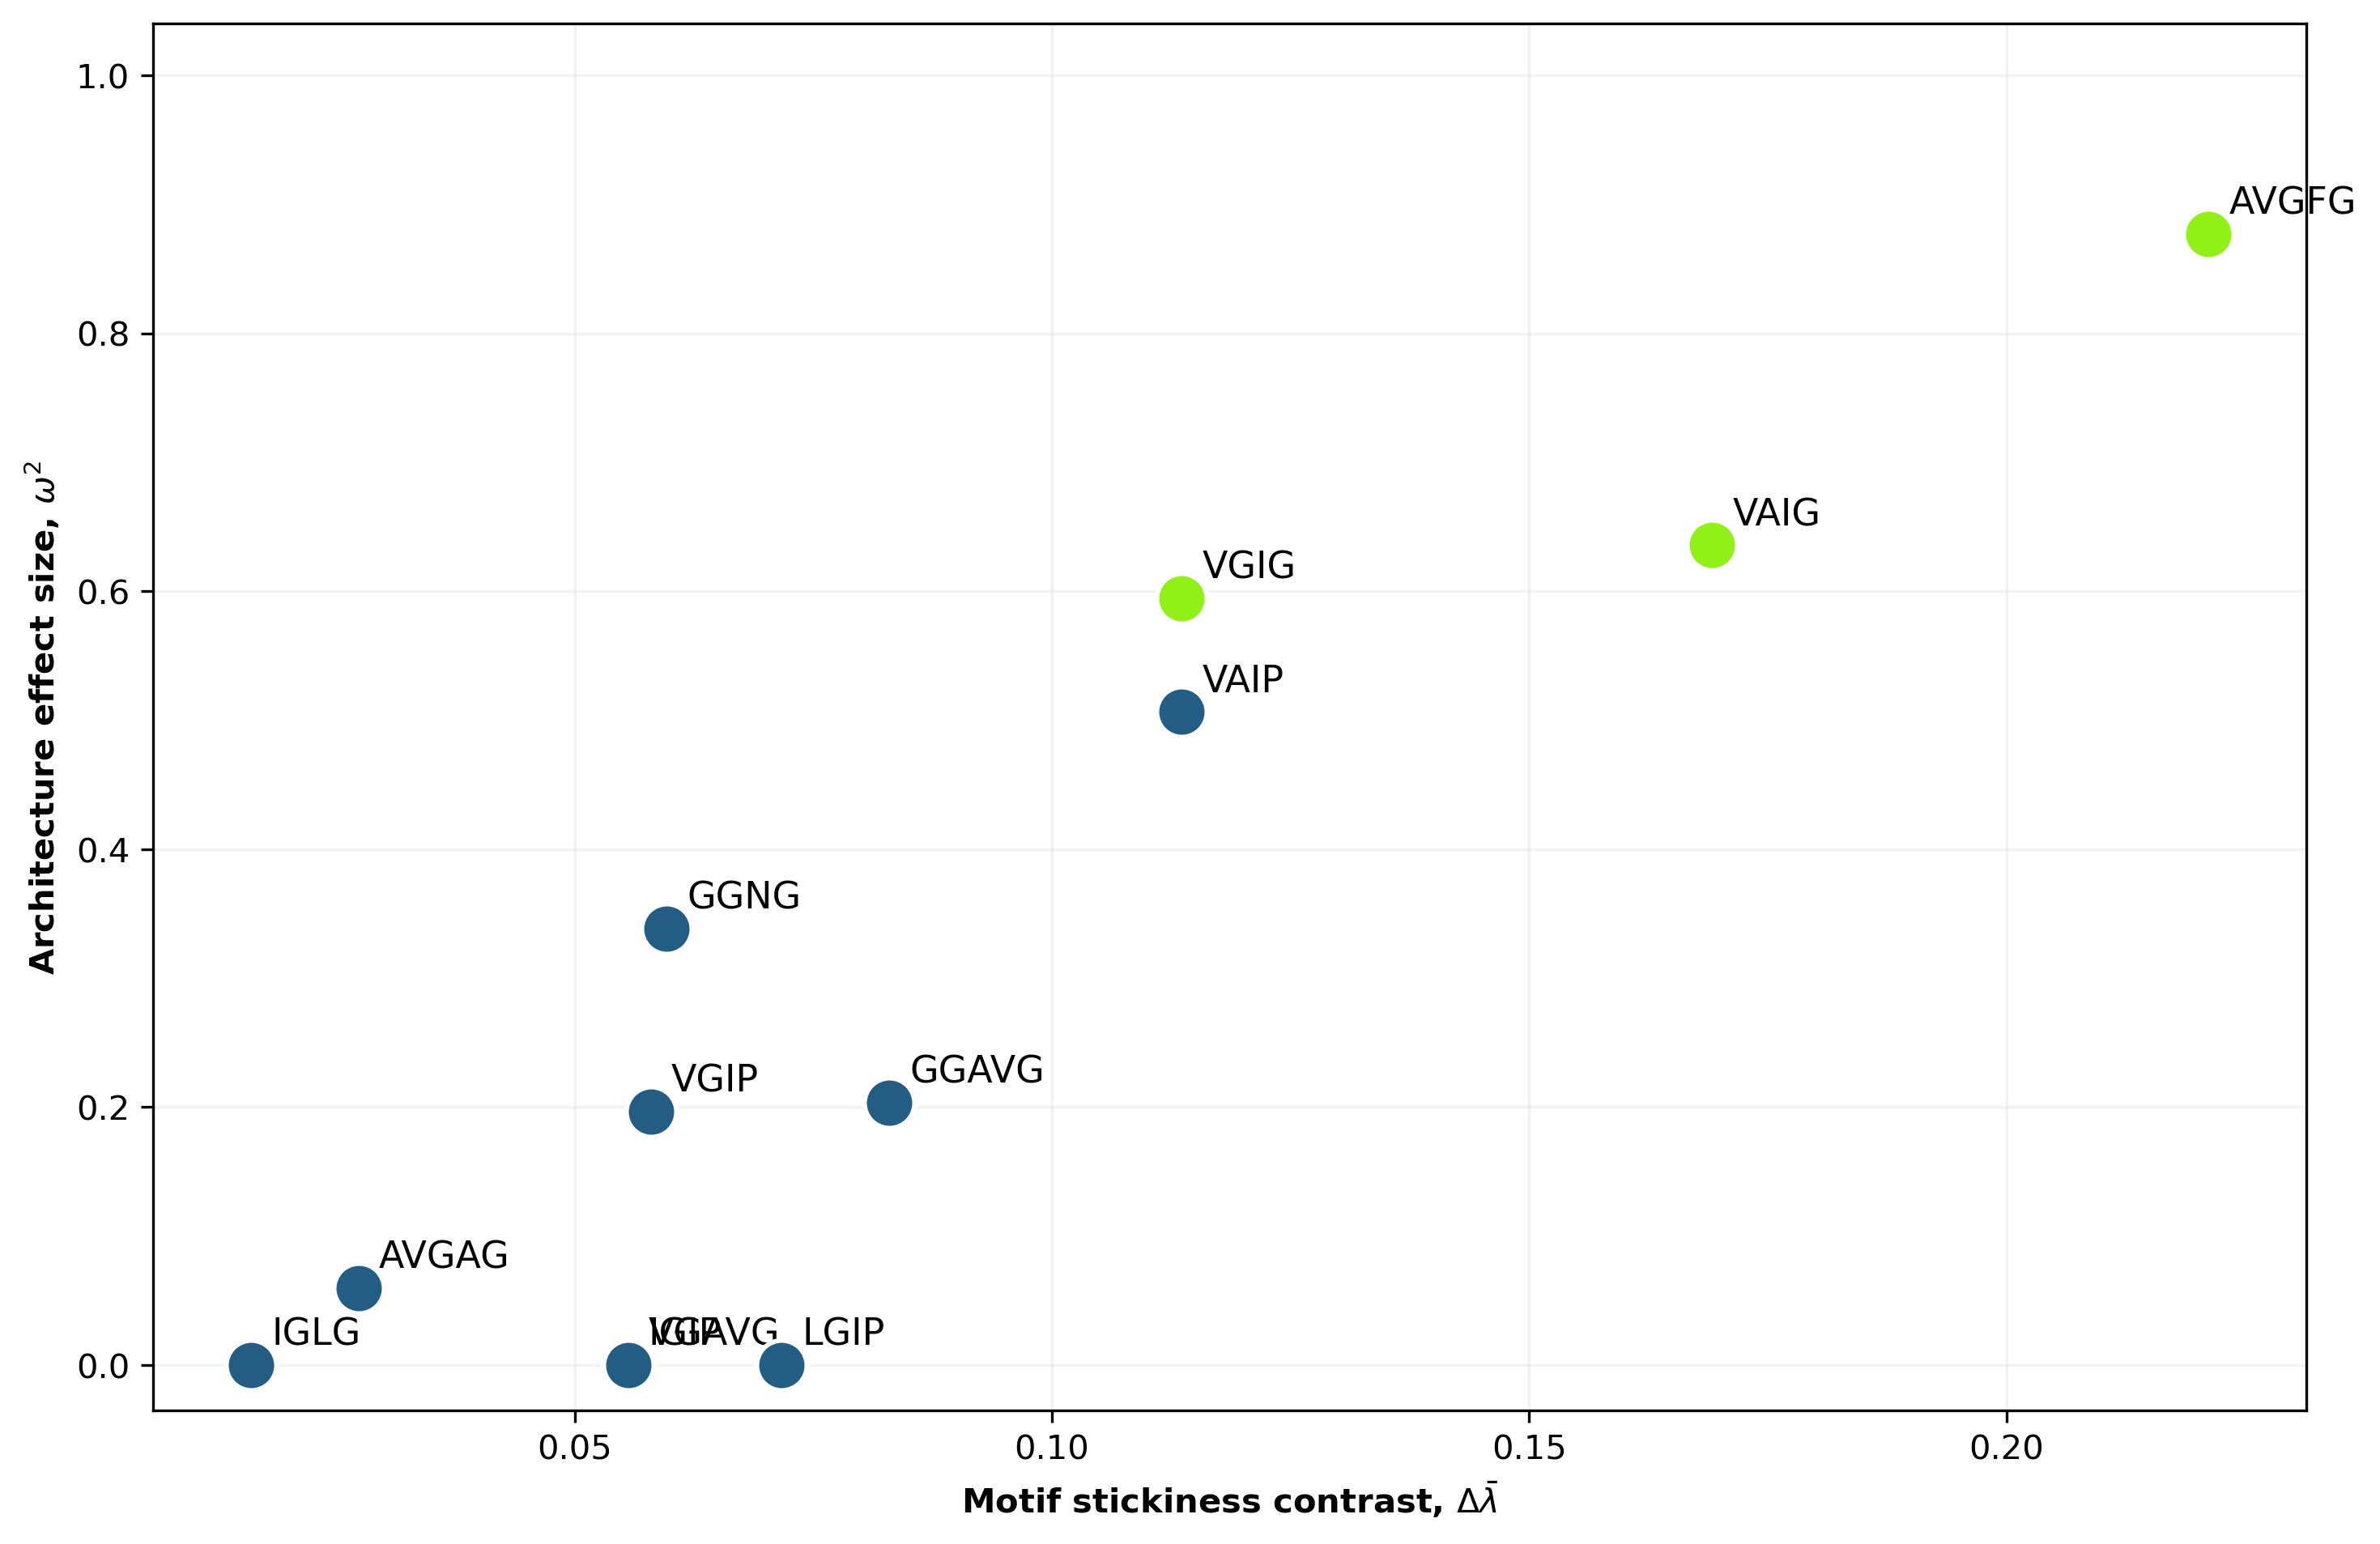 1.0
0.8
0.6
0.4
0.2
0.0
Architecture effect size, ω²
AVGFG
VAIG
VGIG
VAIP
GGNG
GGAVG
VGIP
AVGAG
IGLG
LGIP
0.05
0.10
0.15
0.20
Motif stickiness contrast, Δλ̄